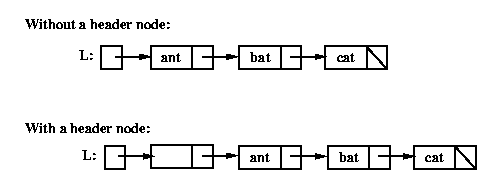 Without a header node:
L: ant bat cat
With a header node:
L: ant bat cat